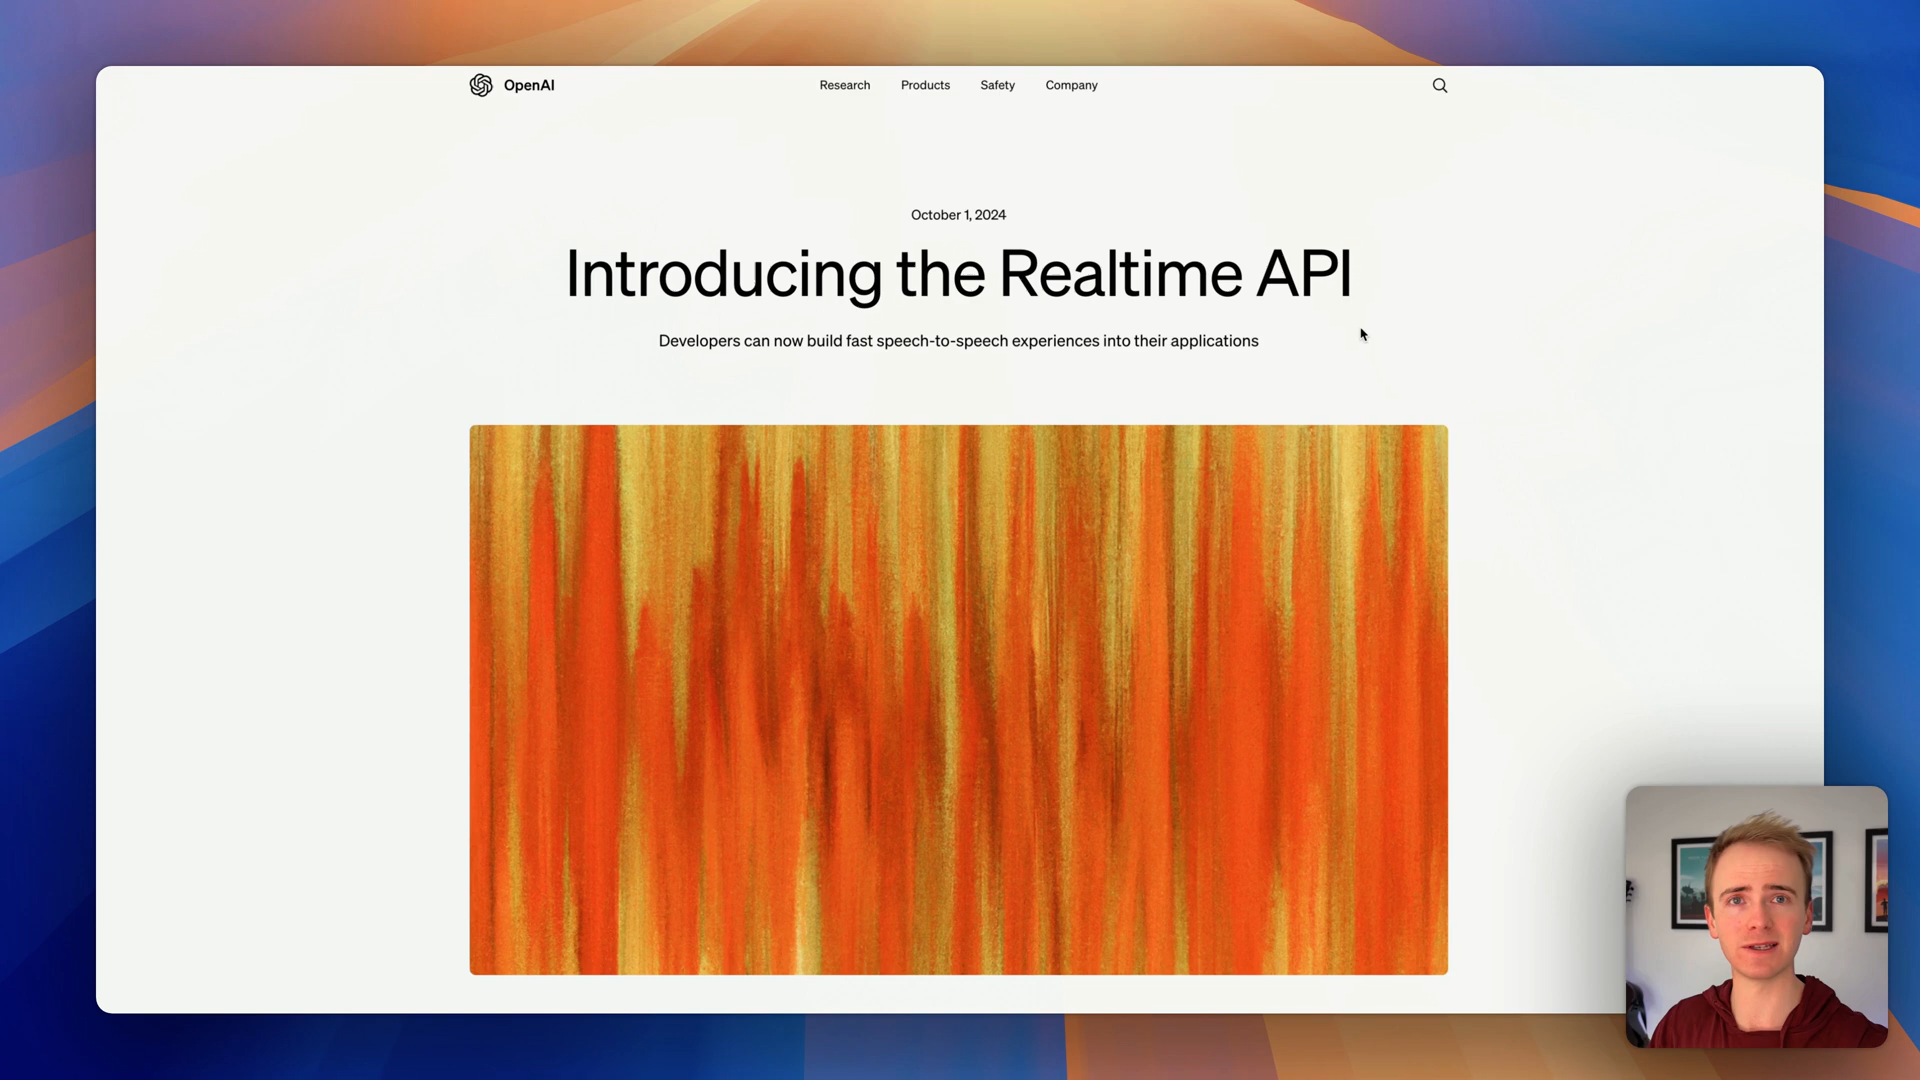 OpenAI
Research Products Safety Company
October 1, 2024
Introducing the Realtime API
Developers can now build fast speech-to-speech experiences into their applications